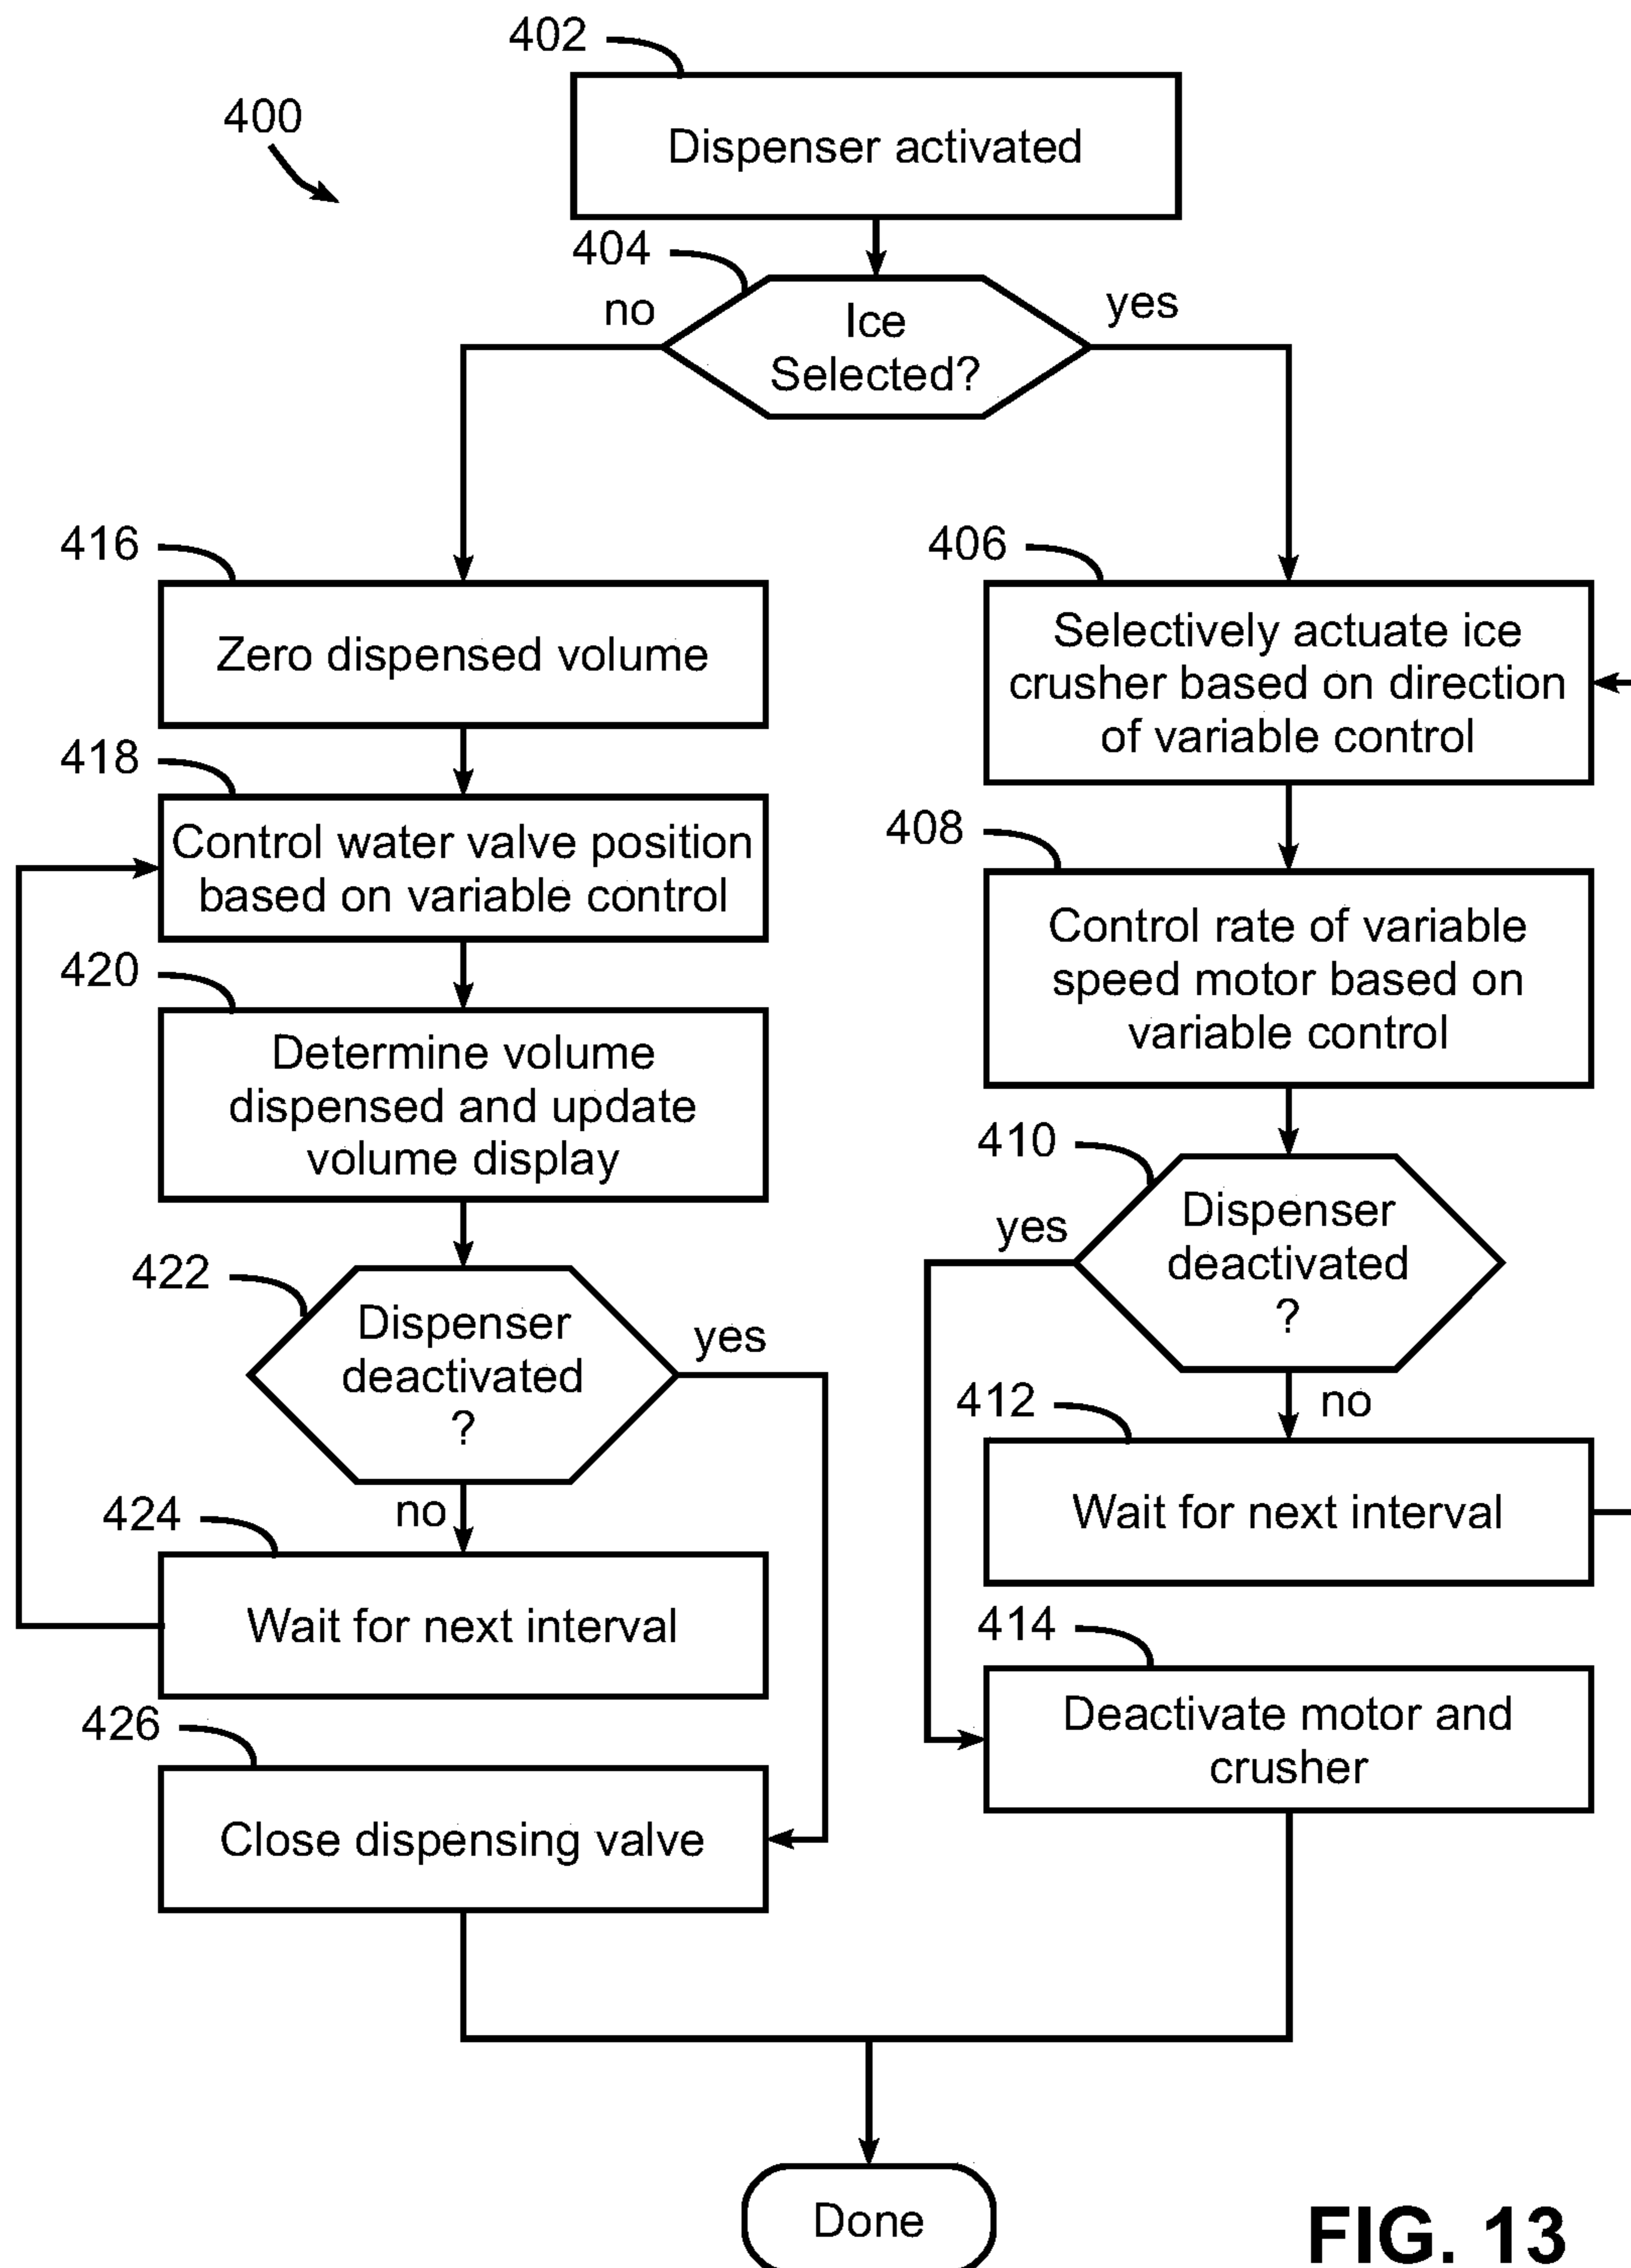 402
400
Dispenser activated
404
no
yes
Ice
Selected?
416
Zero dispensed volume
418
Control water valve position
based on variable control
420
Determine volume
dispensed and update
volume display
422
Dispenser
deactivated
?
yes
no
424
Wait for next interval
426
Close dispensing valve
406
Selectively actuate ice
crusher based on direction
of variable control
408
Control rate of variable
speed motor based on
variable control
410
Dispenser
deactivated
?
yes
no
412
Wait for next interval
414
Deactivate motor and
crusher
Done
FIG. 13